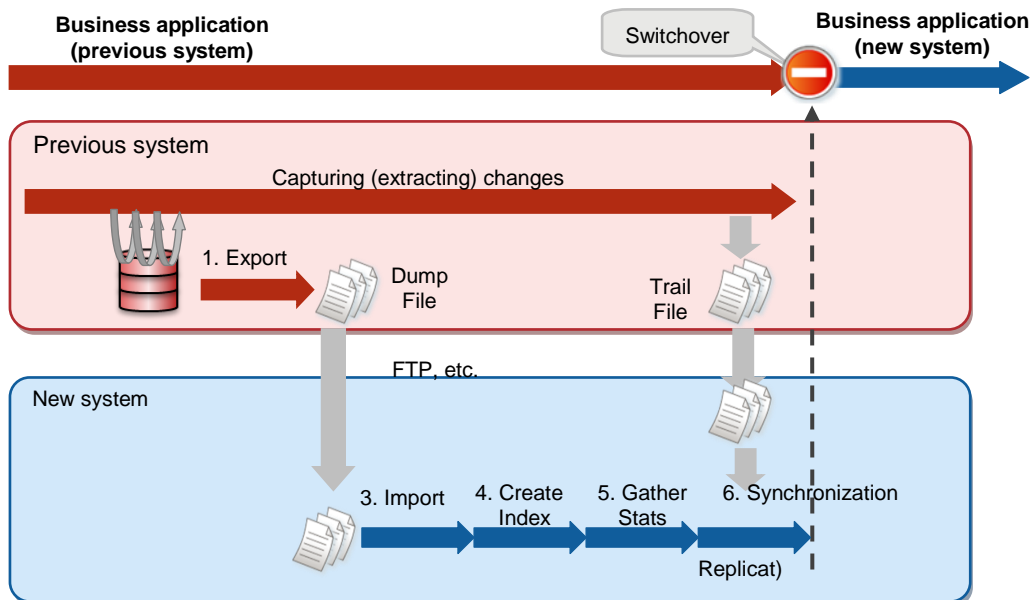 Business application
(previous system)
Switchover
Business application
(new system)
Previous system
Capturing (extracting) changes
1. Export
Dump
File
Trail
File
FTP, etc.
New system
3. Import
4. Create
Index
5. Gather
Stats
6. Synchronization
Replicat)